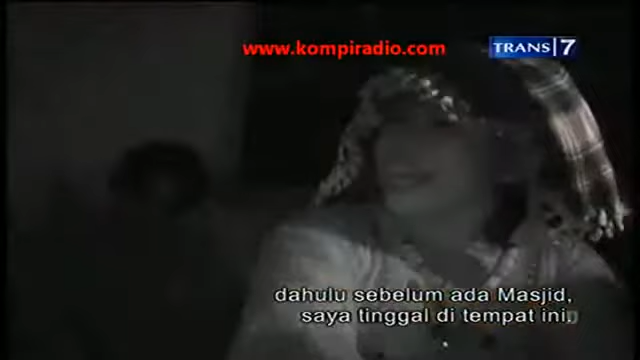 www.kompiradio.com
TRANS|7
dahulu sebelum ada Masjid,
saya tinggal di tempat ini.